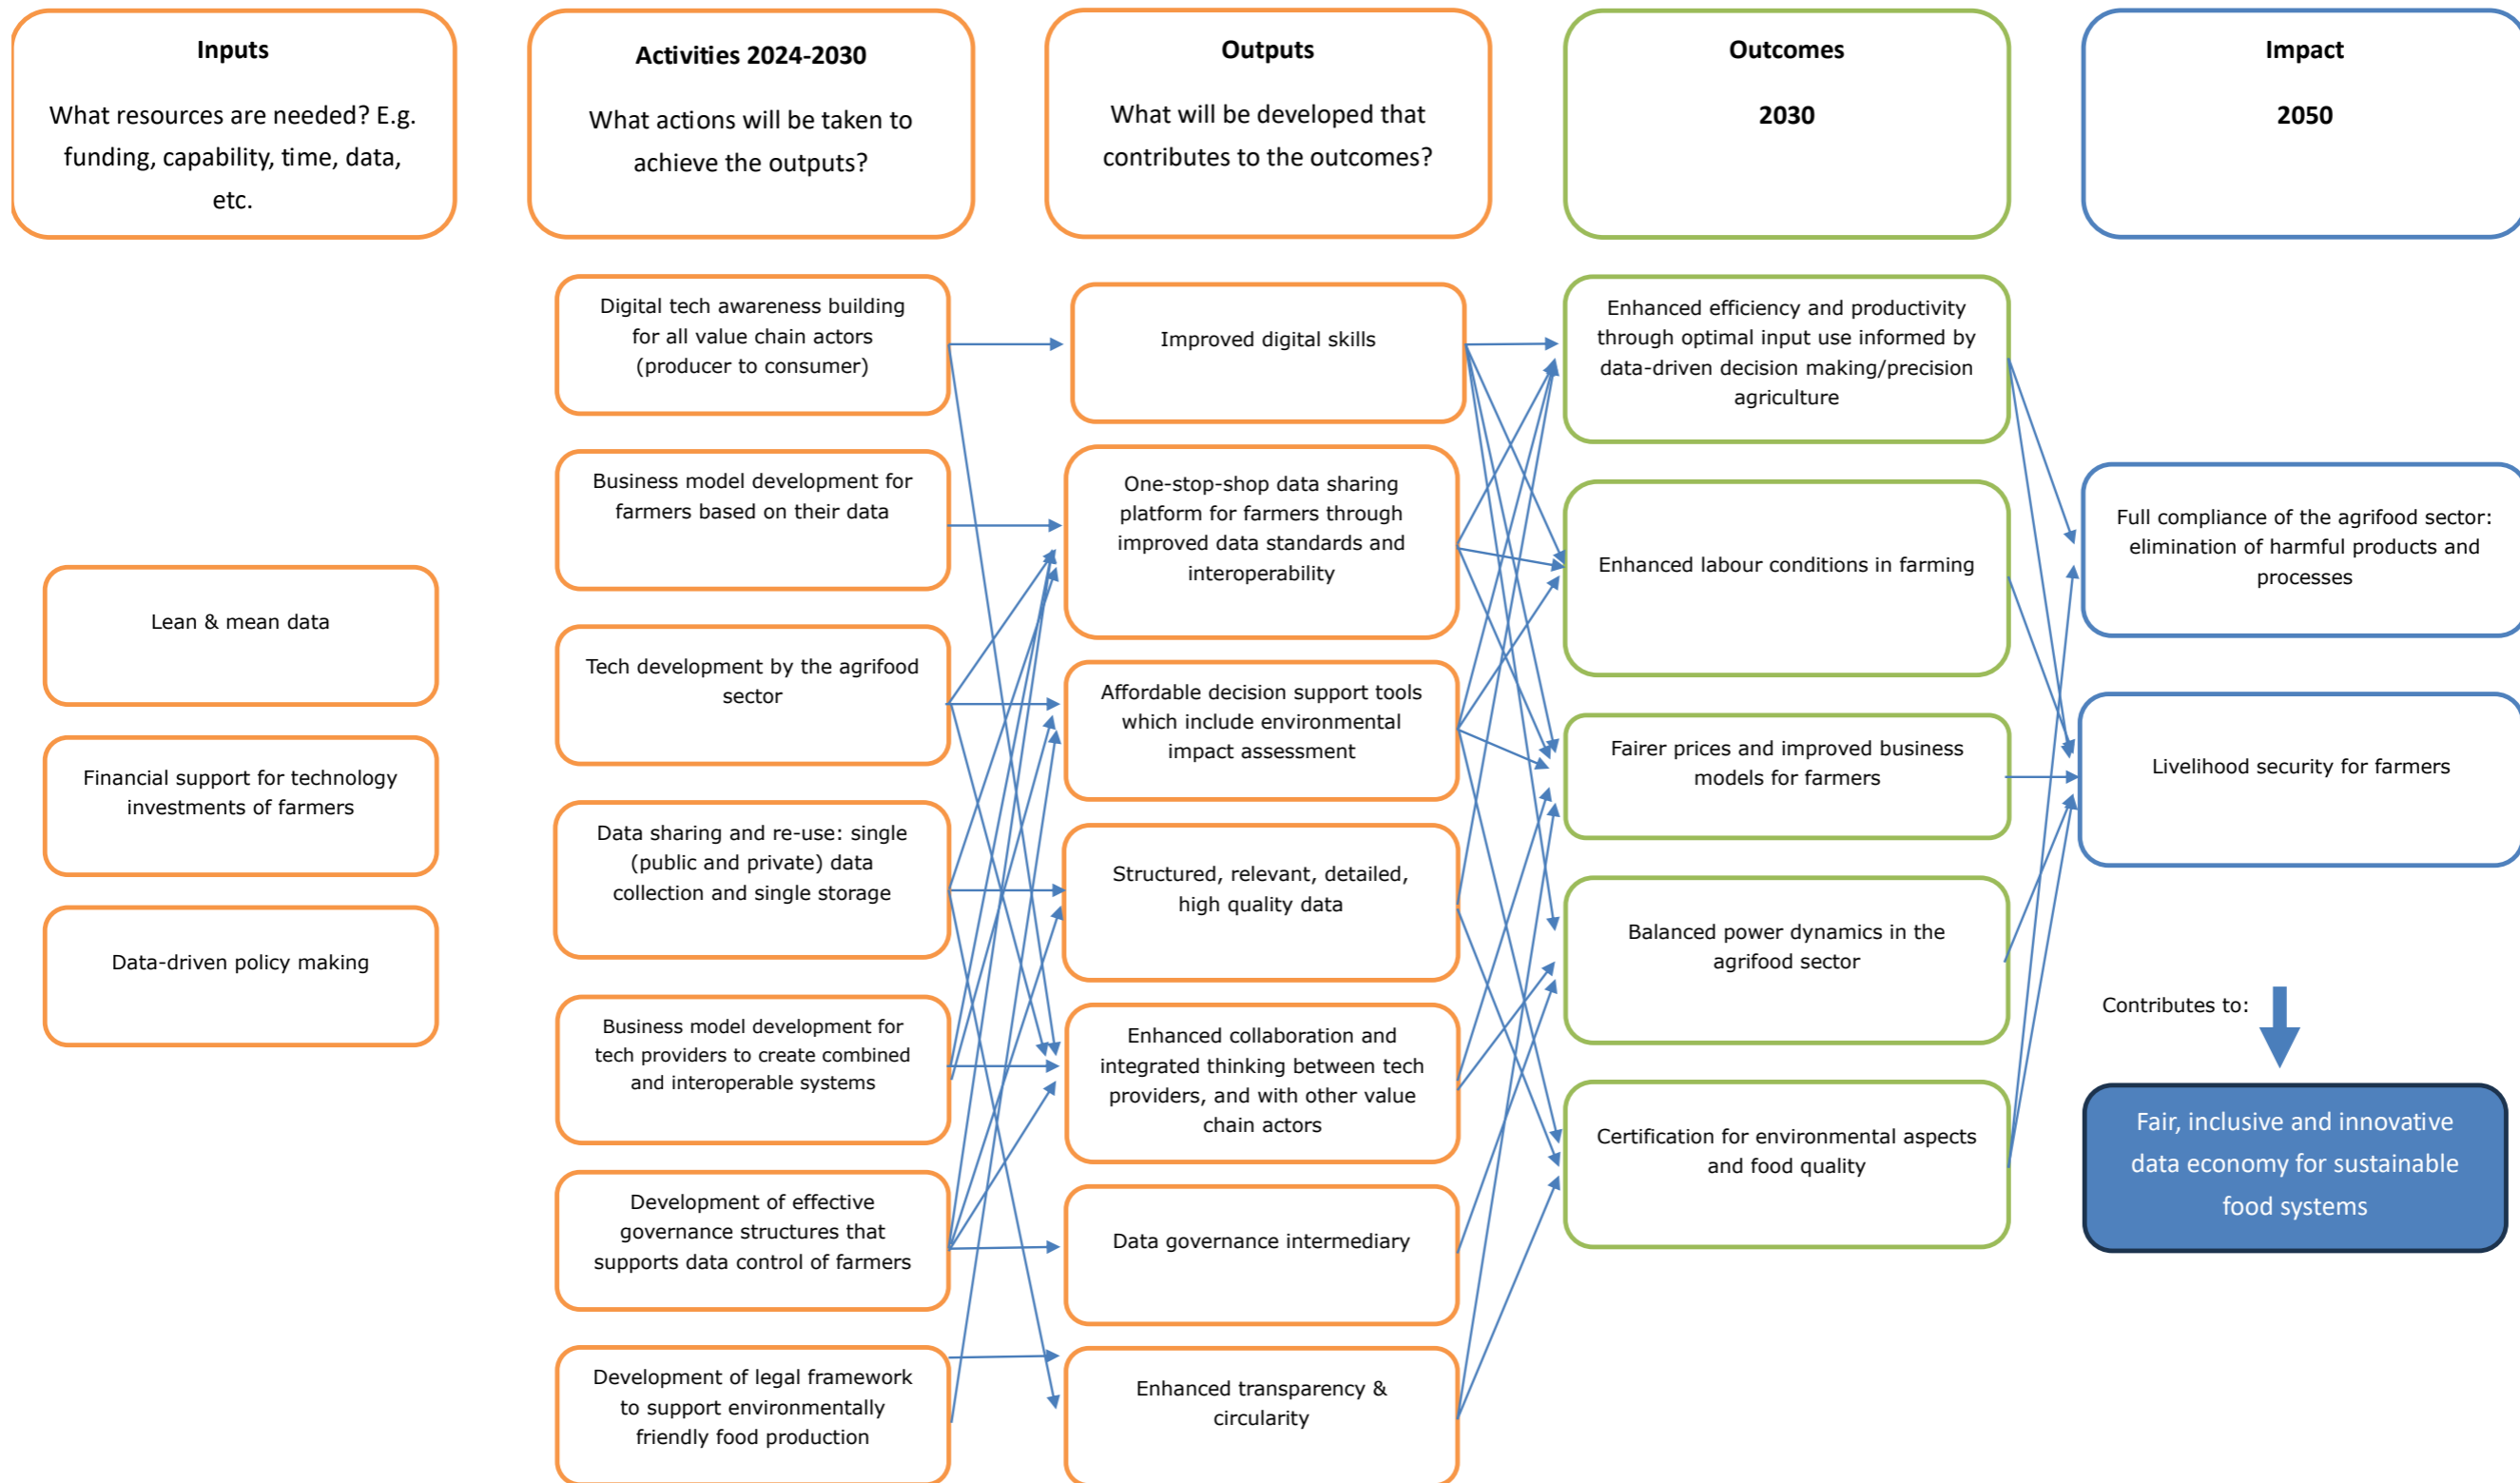 Inputs
What resources are needed? E.g.
funding, capability, time, data,
etc.
Activities 2024-2030
What actions will be taken to
achieve the outputs?
Outputs
What will be developed that
contributes to the outcomes?
Outcomes
2030
Impact
2050
Lean & mean data
Financial support for technology
investments of farmers
Data-driven policy making
Digital tech awareness building
for all value chain actors
(producer to consumer)
Business model development for
farmers based on their data
Tech development by the agrifood
sector
Data sharing and re-use: single
(public and private) data
collection and single storage
Business model development for
tech providers to create combined
and interoperable systems
Development of effective
governance structures that
supports data control of farmers
Development of legal framework
to support environmentally
friendly food production
Improved digital skills
One-stop-shop data sharing
platform for farmers through
improved data standards and
interoperability
Affordable decision support tools
which include environmental
impact assessment
Structured, relevant, detailed,
high quality data
Enhanced collaboration and
integrated thinking between tech
providers, and with other value
chain actors
Data governance intermediary
Enhanced transparency &
circularity
Enhanced efficiency and productivity
through optimal input use informed by
data-driven decision making/precision
agriculture
Enhanced labour conditions in farming
Fairer prices and improved business
models for farmers
Balanced power dynamics in the
agrifood sector
Certification for environmental aspects
and food quality
Full compliance of the agrifood sector:
elimination of harmful products and
processes
Livelihood security for farmers
Contributes to:
Fair, inclusive and innovative
data economy for sustainable
food systems